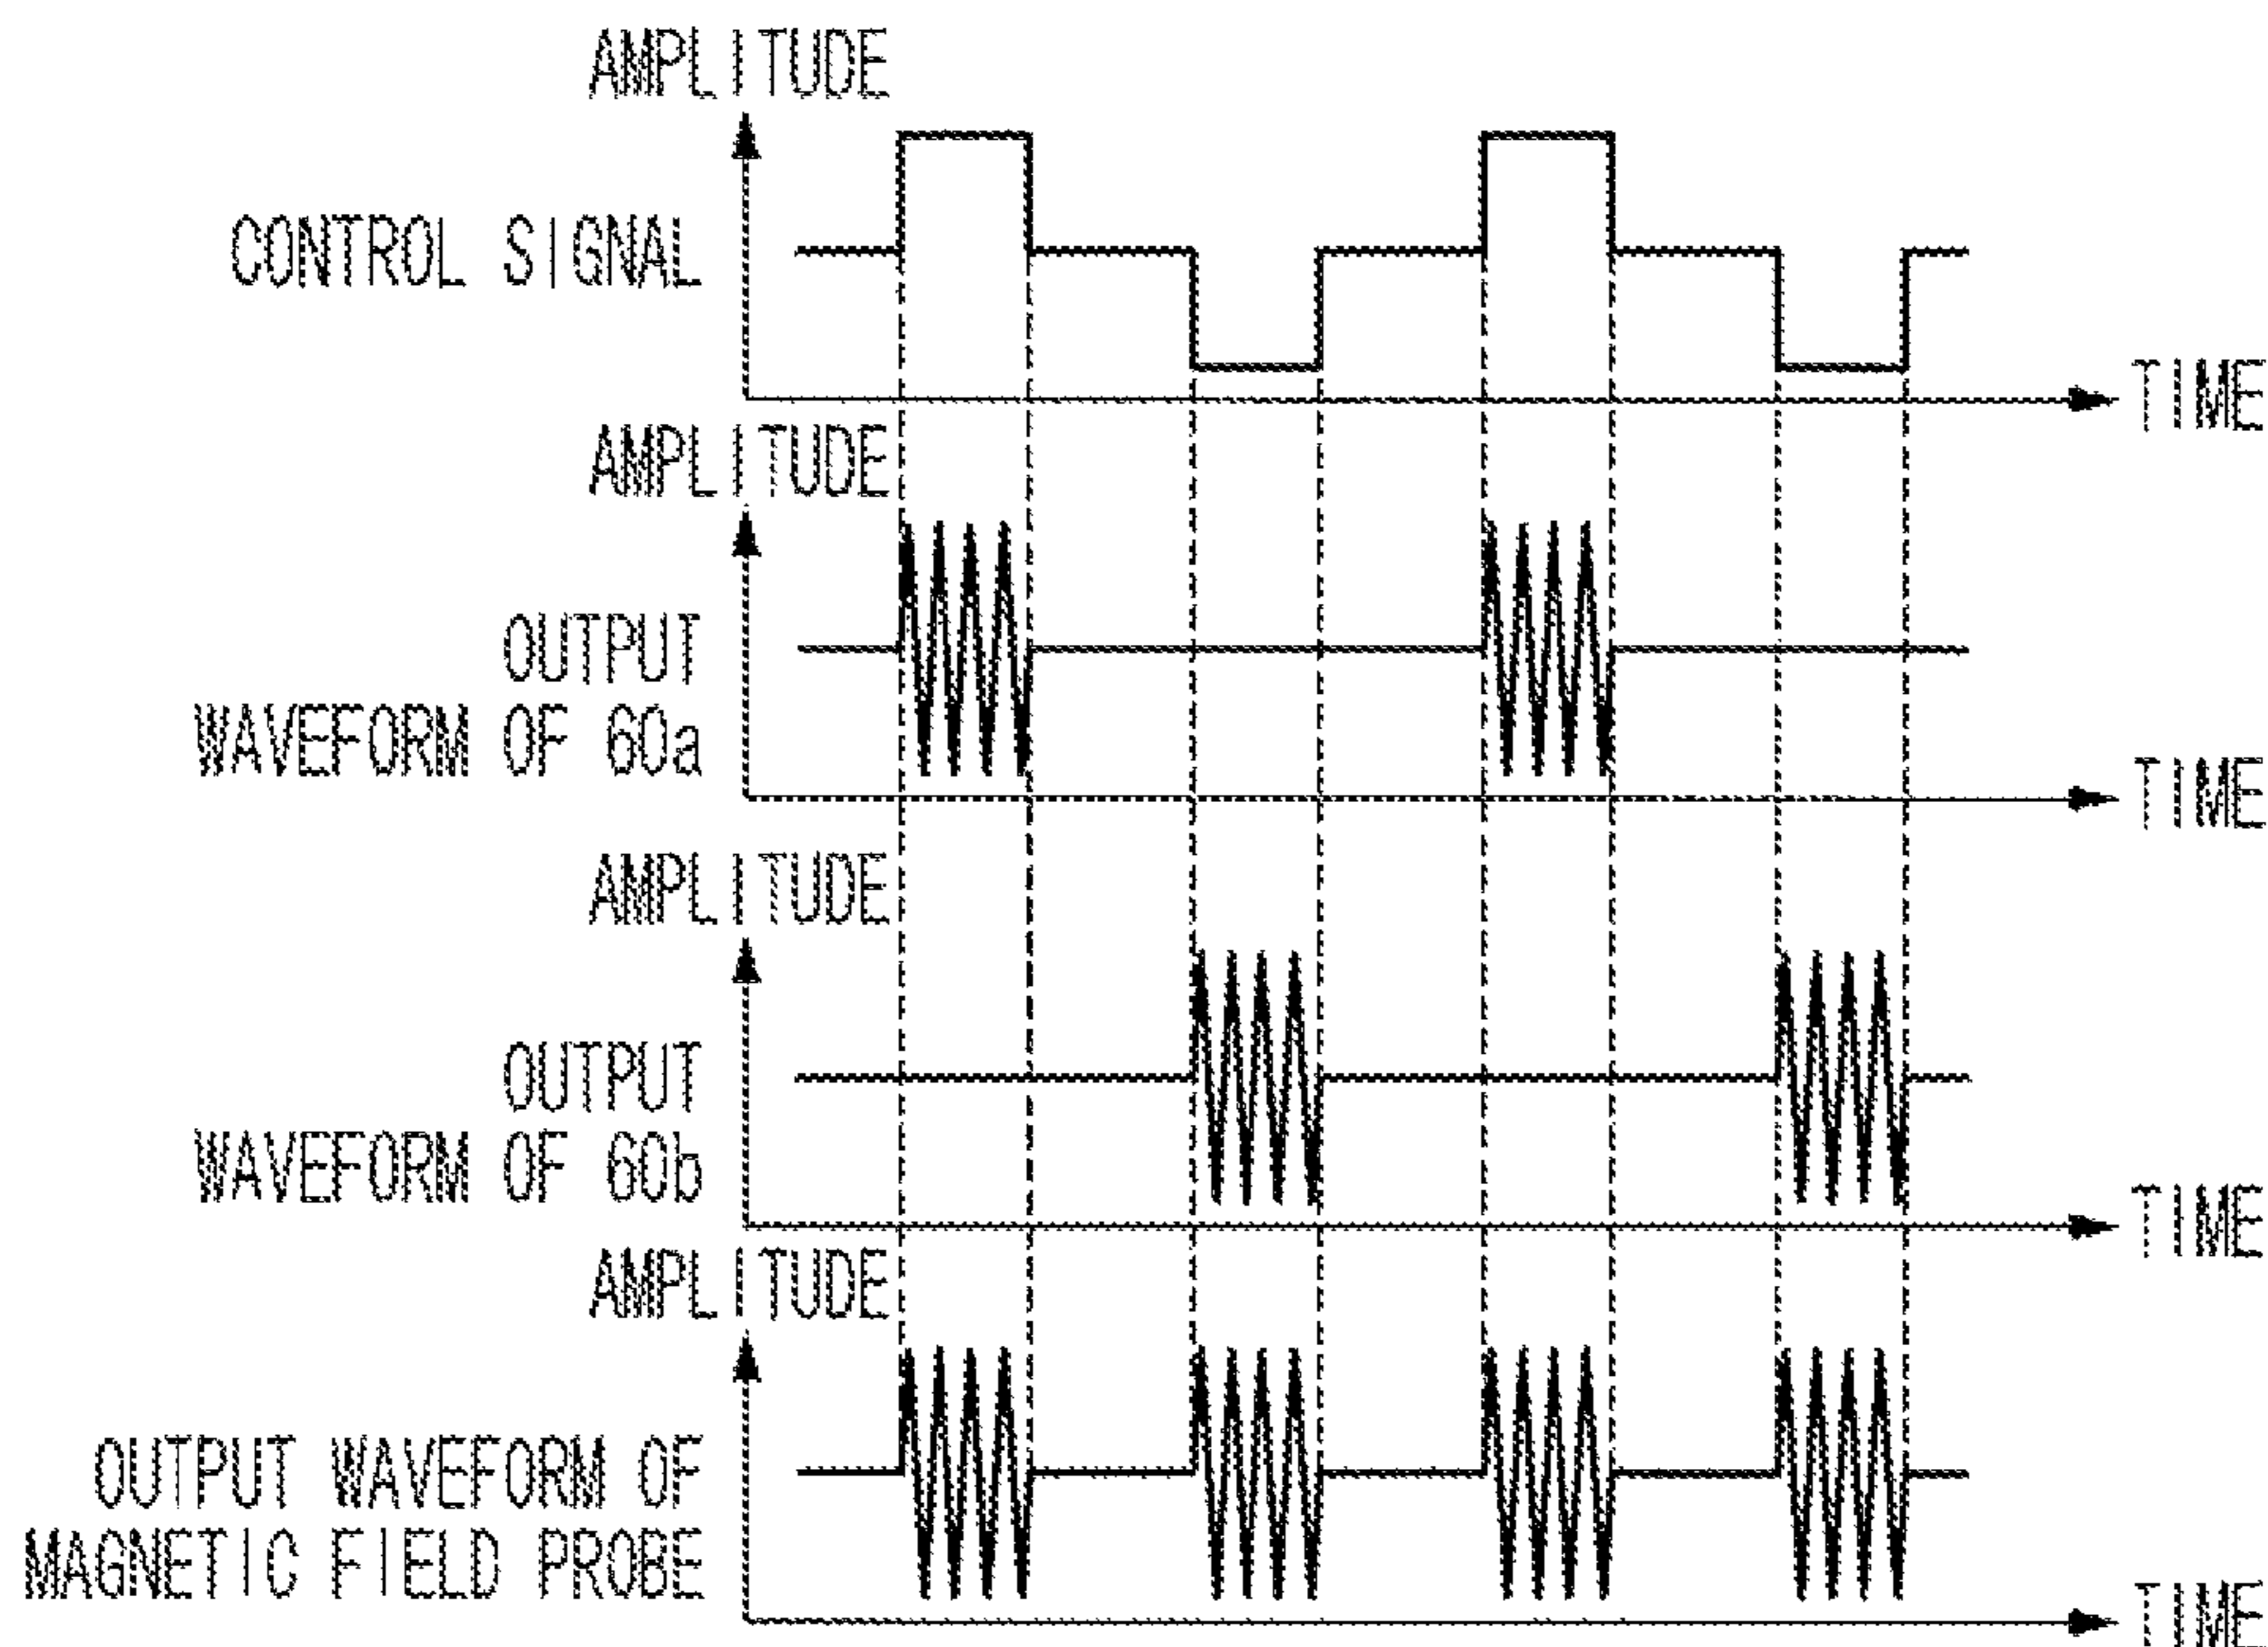 AMPLITUDE
CONTROL SIGNAL
TIME
AMPLITUDE
OUTPUT
WAVEFORM OF 60a
TIME
AMPLITUDE
OUTPUT
WAVEFORM OF 60b
TIME
AMPLITUDE
OUTPUT WAVEFORM OF
MAGNETIC FIELD PROBE
TIME